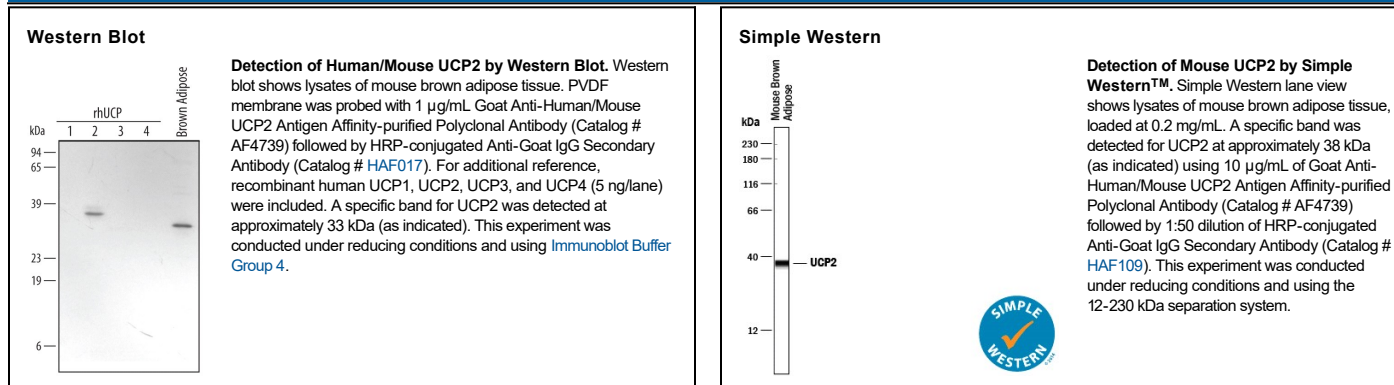 Western Blot
rhUCP
Brown Adipose
kDa 1 2 3 4
94
65
39
23
19
6
Detection of Human/Mouse UCP2 by Western Blot. Western
blot shows lysates of mouse brown adipose tissue. PVDF
membrane was probed with 1 µg/mL Goat Anti-Human/Mouse
UCP2 Antigen Affinity-purified Polyclonal Antibody (Catalog #
AF4739) followed by HRP-conjugated Anti-Goat IgG Secondary
Antibody (Catalog # HAF017). For additional reference,
recombinant human UCP1, UCP2, UCP3, and UCP4 (5 ng/lane)
were included. A specific band for UCP2 was detected at
approximately 33 kDa (as indicated). This experiment was
conducted under reducing conditions and using Immunoblot Buffer
Group 4.
Simple Western
Mouse Brown
Adipose
kDa
230
180
116
66
40
UCP2
12
SIMPLE
WESTERN
Detection of Mouse UCP2 by Simple
Western™. Simple Western lane view
shows lysates of mouse brown adipose tissue,
loaded at 0.2 mg/mL. A specific band was
detected for UCP2 at approximately 38 kDa
(as indicated) using 10 µg/mL of Goat Anti-
Human/Mouse UCP2 Antigen Affinity-purified
Polyclonal Antibody (Catalog # AF4739)
followed by 1:50 dilution of HRP-conjugated
Anti-Goat IgG Secondary Antibody (Catalog #
HAF109). This experiment was conducted
under reducing conditions and using the
12-230 kDa separation system.